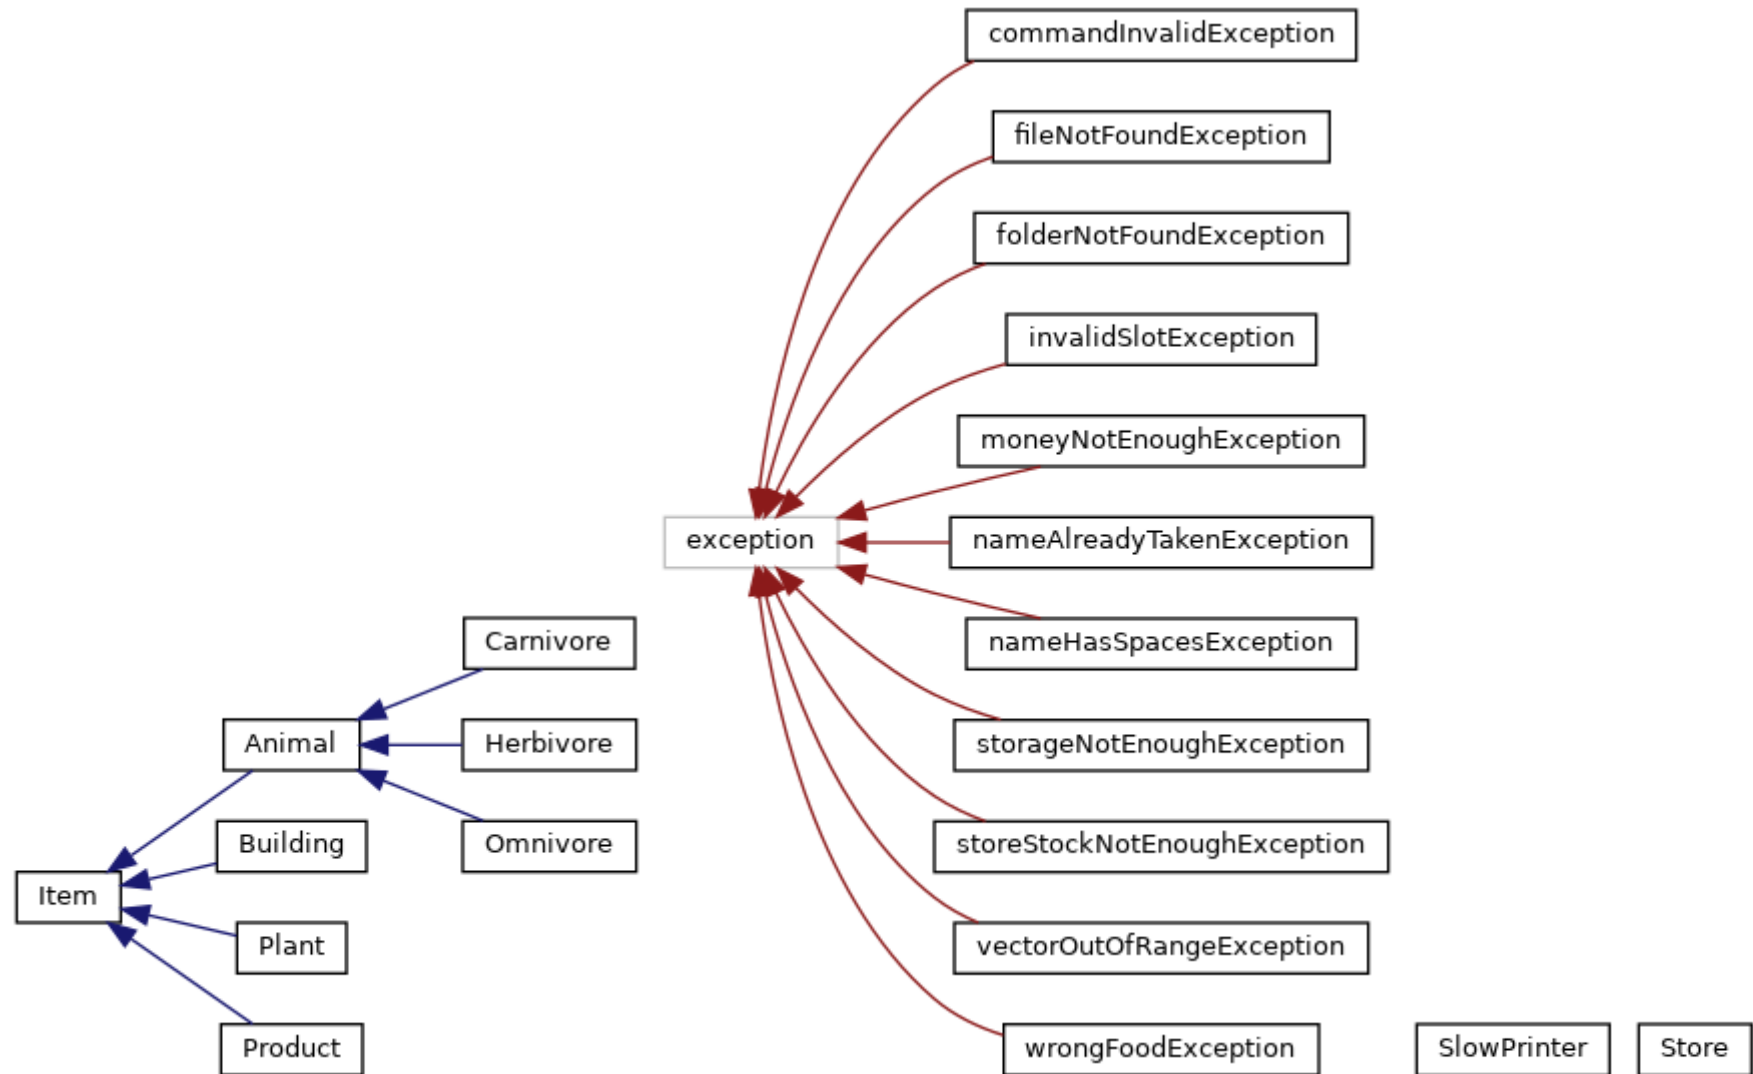 commandInvalidException
fileNotFoundException
folderNotFoundException
invalidSlotException
moneyNotEnoughException
exception
nameAlreadyTakenException
Carnivore
nameHasSpacesException
Animal
Herbivore
storageNotEnoughException
Building
Omnivore
storeStockNotEnoughException
Item
Plant
vectorOutOfRangeException
Product
wrongFoodException
SlowPrinter
Store